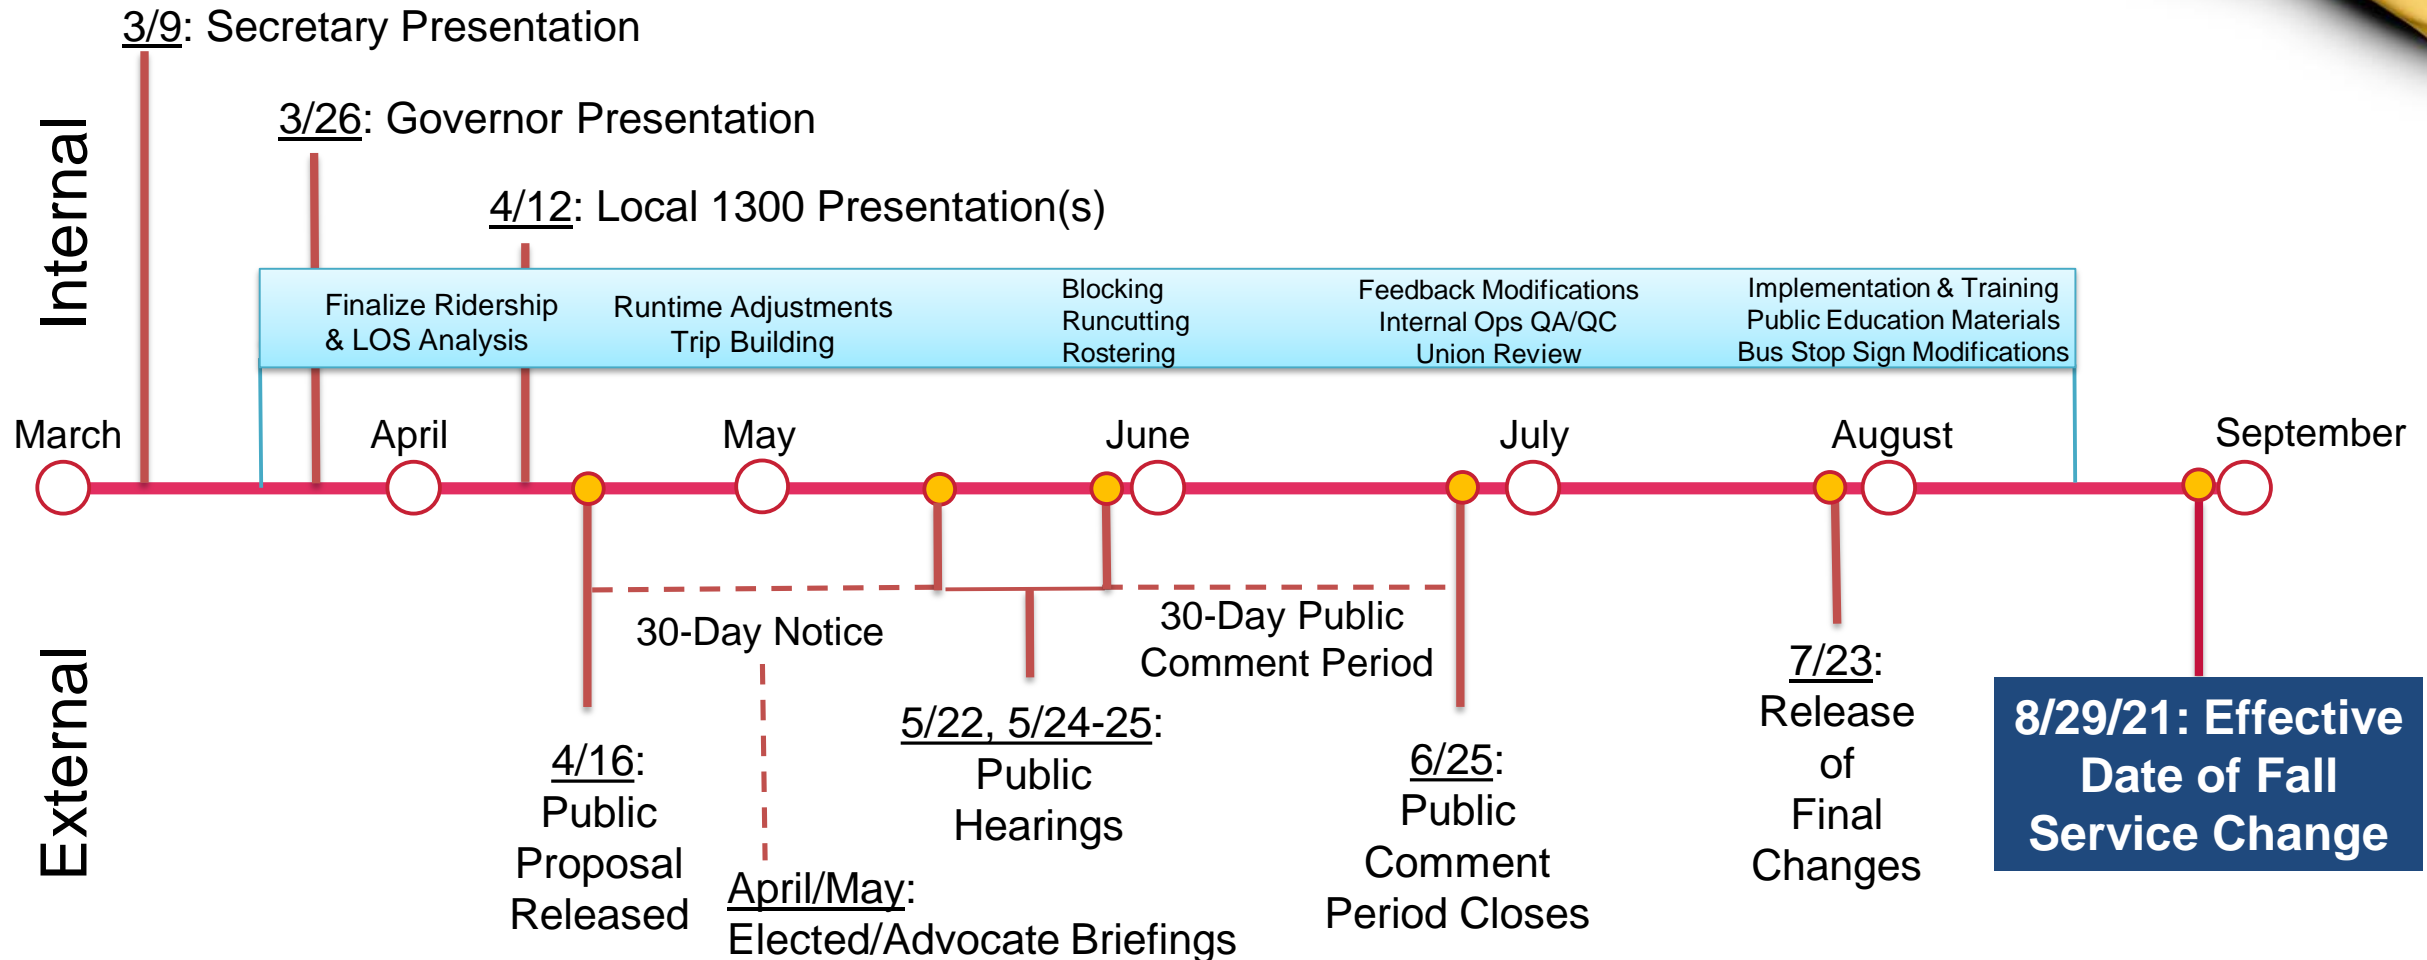 3/9: Secretary Presentation
3/26: Governor Presentation
4/12: Local 1300 Presentation(s)
Internal
Finalize Ridership
& LOS Analysis
Runtime Adjustments
Trip Building
Blocking
Runcutting
Rostering
Feedback Modifications
Internal Ops QA/QC
Union Review
Implementation & Training
Public Education Materials
Bus Stop Sign Modifications
March
April
May
June
July
August
September
External
30-Day Notice
30-Day Public
Comment Period
4/16:
Public
Proposal
Released
April/May:
Elected/Advocate Briefings
5/22, 5/24-25:
Public
Hearings
6/25:
Public
Comment
Period Closes
7/23:
Release
of
Final
Changes
8/29/21: Effective
Date of Fall
Service Change